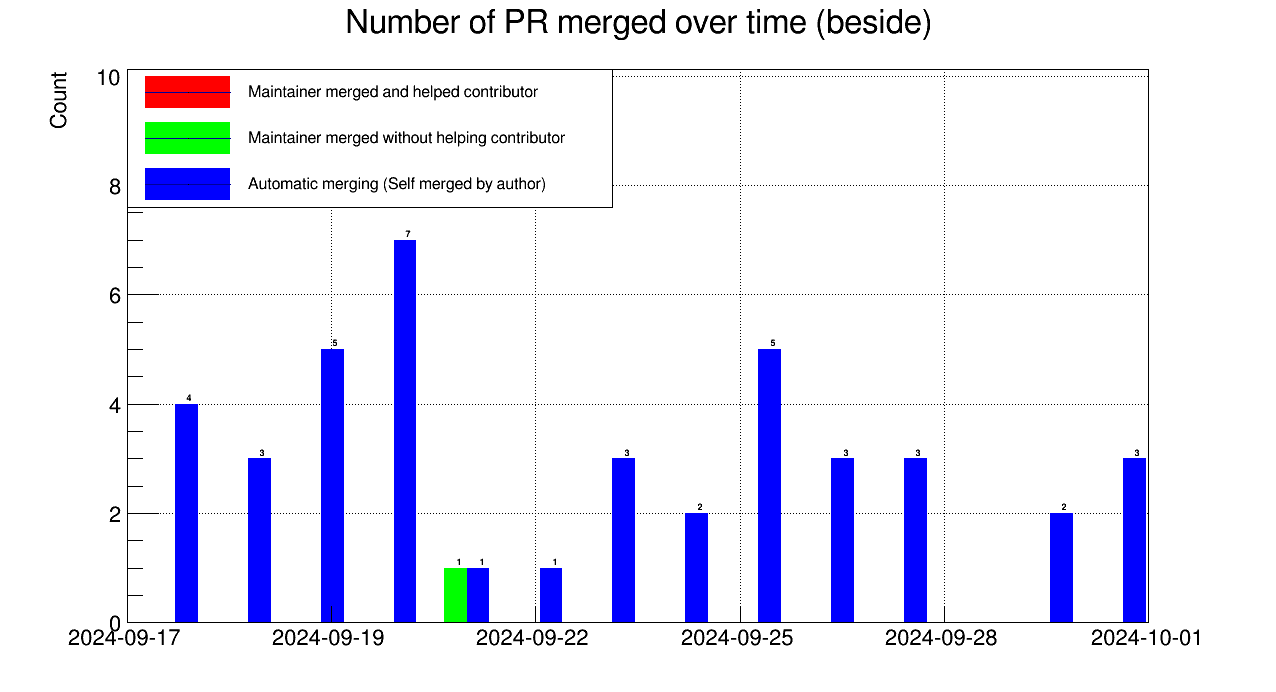 Number of PR merged over time (beside)
Count
10
Maintainer merged and helped contributor
Maintainer merged without helping contributor
8
Automatic merging (Self merged by author)
7
6
5 5
4
4
3 3 3 3 3
2
2 2
1 1 1
0
2024-09-17 2024-09-19 2024-09-22 2024-09-25 2024-09-28 2024-10-01